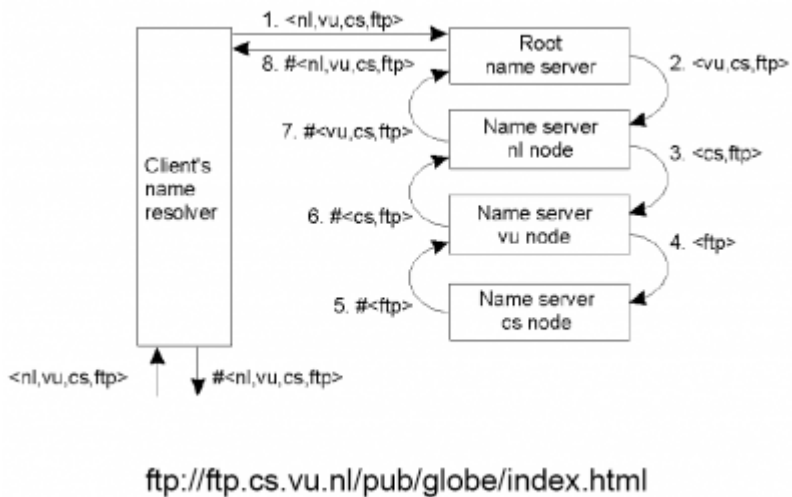 1. <nl,vu,cs,ftp>
8. #<nl,vu,cs,ftp>
Root
name server
2. <vu,cs,ftp>
7. #<vu,cs,ftp>
Name server
nl node
3. <cs,ftp>
Client's
name
resolver
6. #<cs,ftp>
Name server
vu node
4. <ftp>
5. #<ftp>
Name server
cs node
<nl,vu,cs,ftp>
#<nl,vu,cs,ftp>
ftp://ftp.cs.vu.nl/pub/globe/index.html